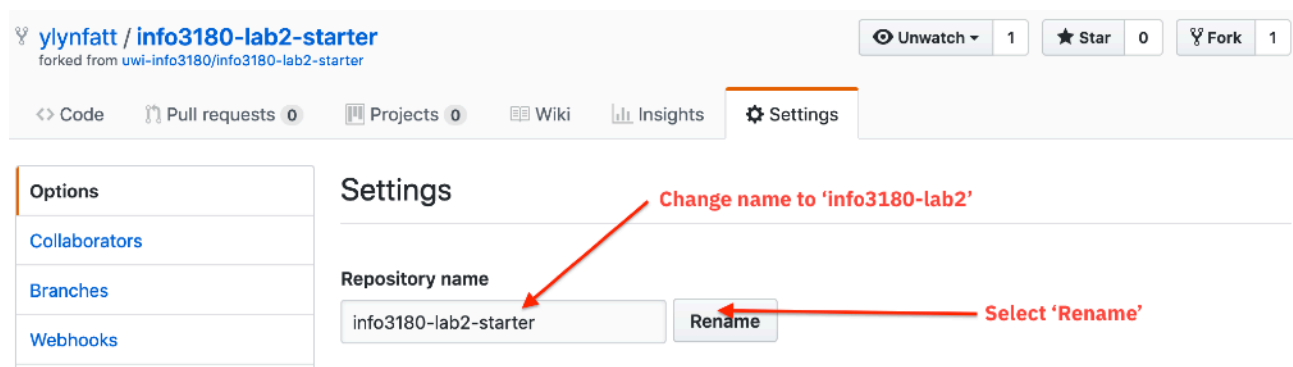 ylynfatt / info3180-lab2-starter
Unwatch 1 Star 0 Fork 1
forked from uwi-info3180/info3180-lab2-starter
<> Code Pull requests 0 Projects 0 Wiki Insights Settings
Options
Collaborators
Branches
Webhooks
Settings
Change name to ‘info3180-lab2’
Repository name
info3180-lab2-starter Rename
Select ‘Rename’